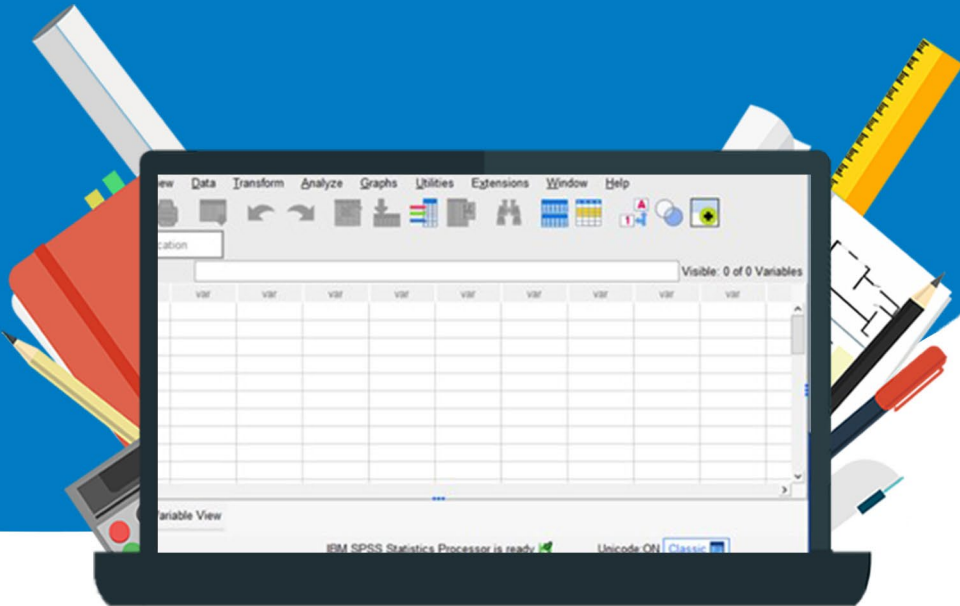 ew Data Transform Analyze Graphs Utilities Extensions Window Help
A
1
cation
Visible: 0 of 0 Variables
var var var var var var var var var
Variable View
IBM SPSS Statistics Processor is ready Unicode:ON Classic